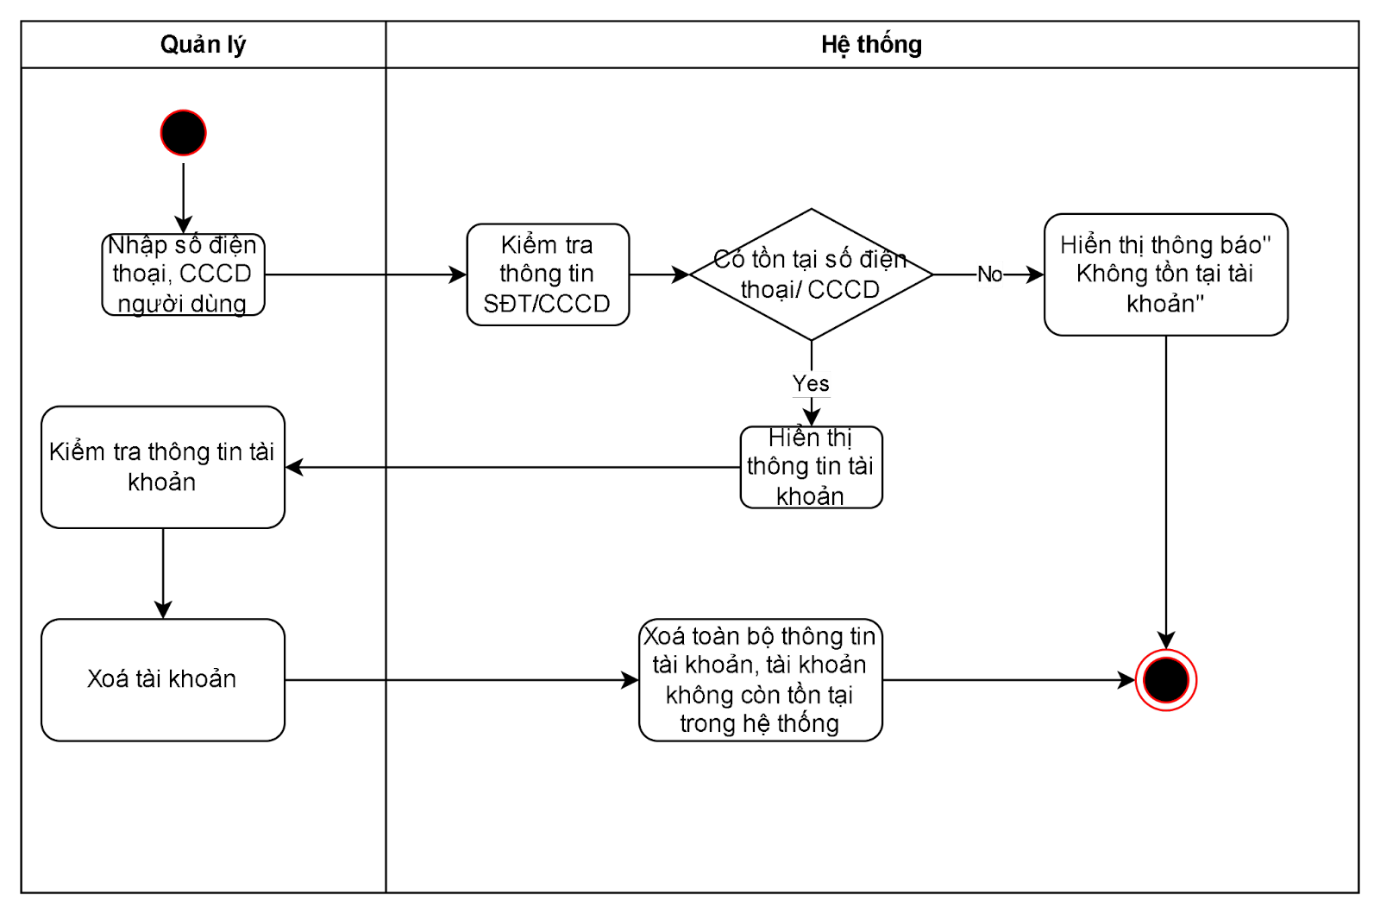 Quản lý
Hệ thống
Nhập số điện
thoại, CCCD
người dùng
Kiểm tra
thông tin
SĐT/CCCD
Có tồn tại số điện
thoại/ CCCD
No
Hiển thị thông báo"
Không tồn tại tài
khoản"
Yes
Hiển thị
thông tin tài
khoản
Kiểm tra thông tin tài
khoản
Xoá tài khoản
Xoá toàn bộ thông tin
tài khoản, tài khoản
không còn tồn tại
trong hệ thống